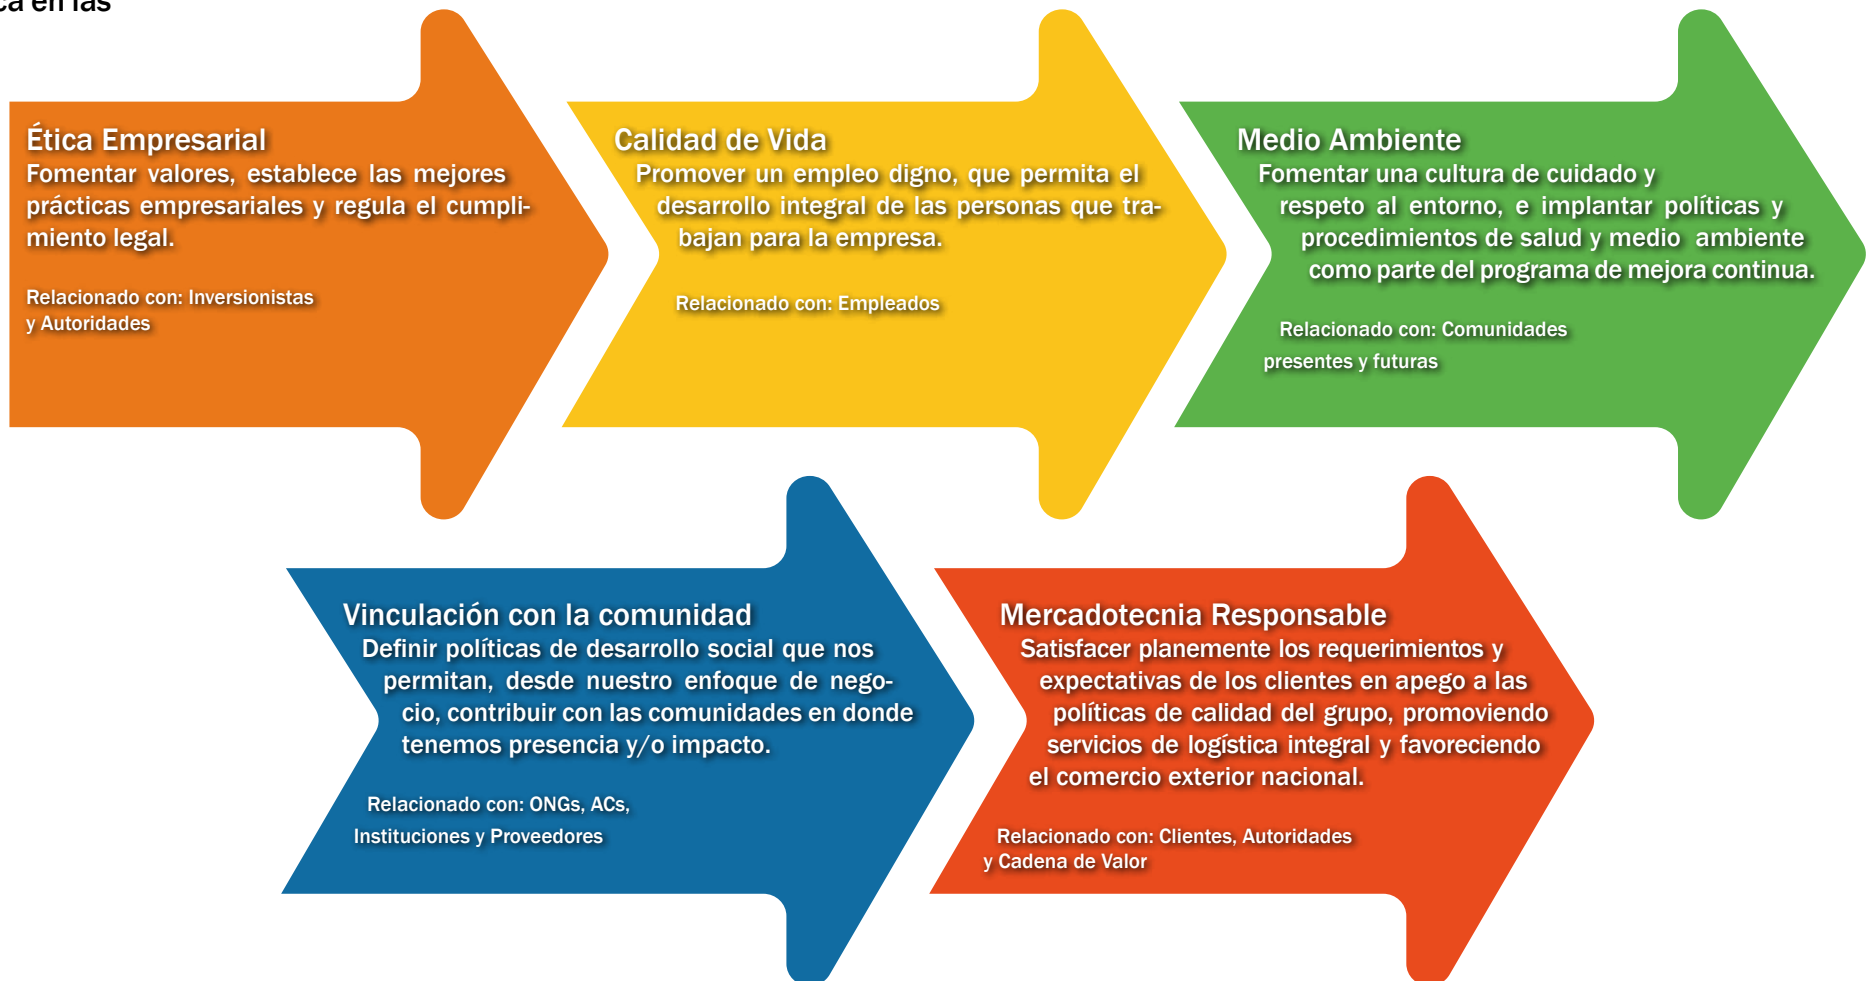 ca en las
Ética Empresarial
Fomentar valores, establece las mejores
prácticas empresariales y regula el cumpli-
miento legal.
Relacionado con: Inversionistas
y Autoridades
Calidad de Vida
Promover un empleo digno, que permita el
desarrollo integral de las personas que tra-
bajan para la empresa.
Relacionado con: Empleados
Medio Ambiente
Fomentar una cultura de cuidado y
respeto al entorno, e implantar políticas y
procedimientos de salud y medio ambiente
como parte del programa de mejora continua.
Relacionado con: Comunidades
presentes y futuras
Vinculación con la comunidad
Definir políticas de desarrollo social que nos
permitan, desde nuestro enfoque de nego-
cio, contribuir con las comunidades en donde
tenemos presencia y/o impacto.
Relacionado con: ONGs, ACs,
Instituciones y Proveedores
Mercadotecnia Responsable
Satisfacer planemente los requerimientos y
expectativas de los clientes en apego a las
políticas de calidad del grupo, promoviendo
servicios de logística integral y favoreciendo
el comercio exterior nacional.
Relacionado con: Clientes, Autoridades
y Cadena de Valor